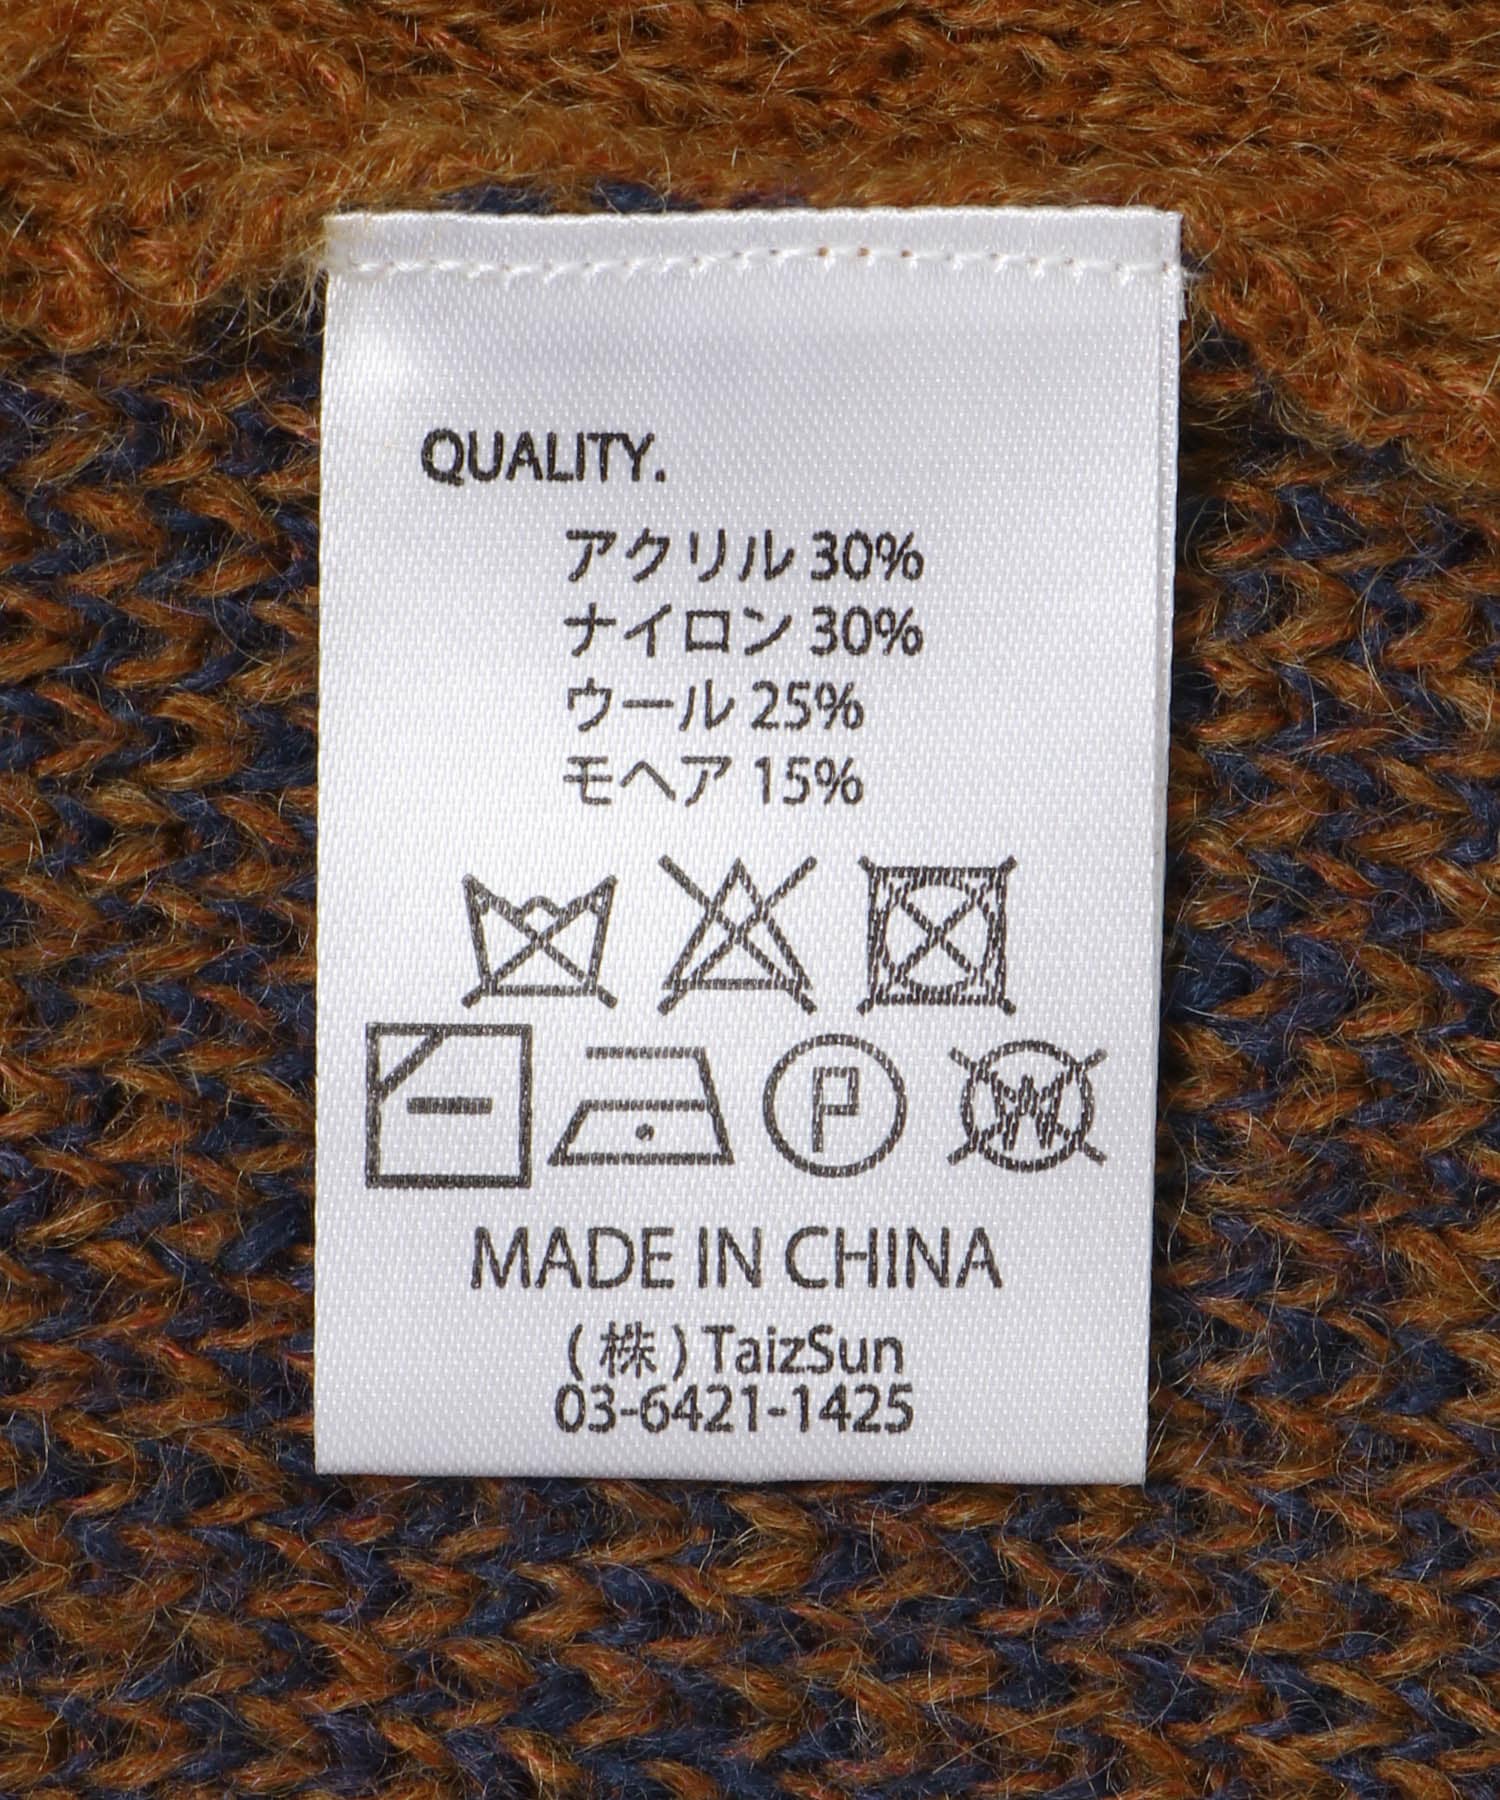 QUALITY.
アクリル 30%
ナイロン 30%
ウール 25%
モヘア 15%
P W
MADE IN CHINA
(株) TaizSun
03-6421-1425